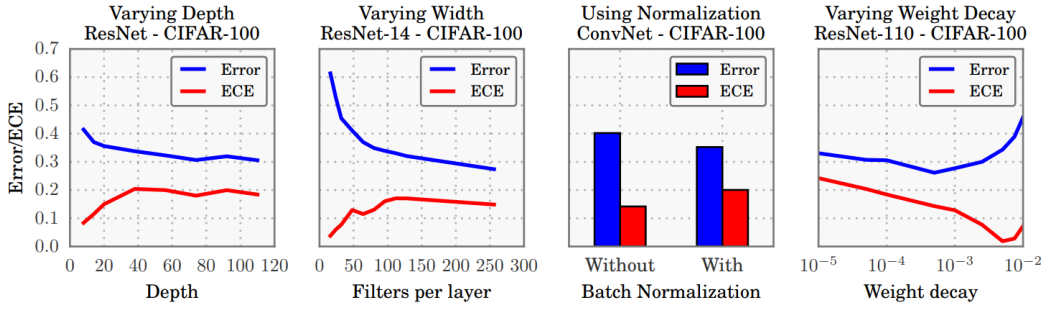 Varying Depth
ResNet - CIFAR-100
Varying Width
ResNet-14 - CIFAR-100
Using Normalization
ConvNet - CIFAR-100
Varying Weight Decay
ResNet-110 - CIFAR-100
Error/ECE
0.7
0.6
0.5
0.4
0.3
0.2
0.1
0.0
Error
ECE
0 20 40 60 80 100 120
Depth
Error
ECE
0 50 100 150 200 250 300
Filters per layer
Error
ECE
Without With
Batch Normalization
Error
ECE
10⁻⁵ 10⁻⁴ 10⁻³ 10⁻²
Weight decay